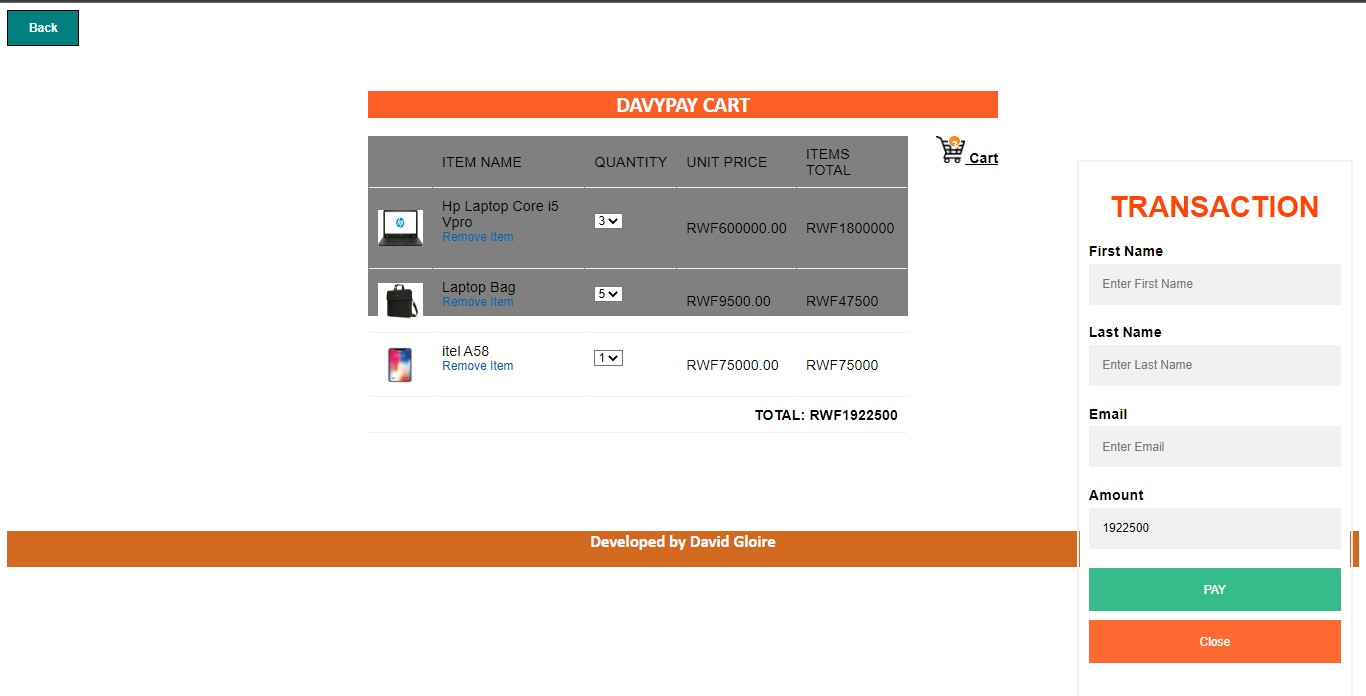 Back
DAVYPAY CART
Cart
ITEM NAME QUANTITY UNIT PRICE ITEMS TOTAL
Hp Laptop Core i5
Vpro
Remove Item
3
RWF600000.00 RWF1800000
Laptop Bag
Remove Item
5
RWF9500.00 RWF47500
itel A58
Remove Item
1
RWF75000.00 RWF75000
TOTAL: RWF1922500
TRANSACTION
First Name
Enter First Name
Last Name
Enter Last Name
Email
Enter Email
Amount
1922500
PAY
Close
Developed by David Gloire